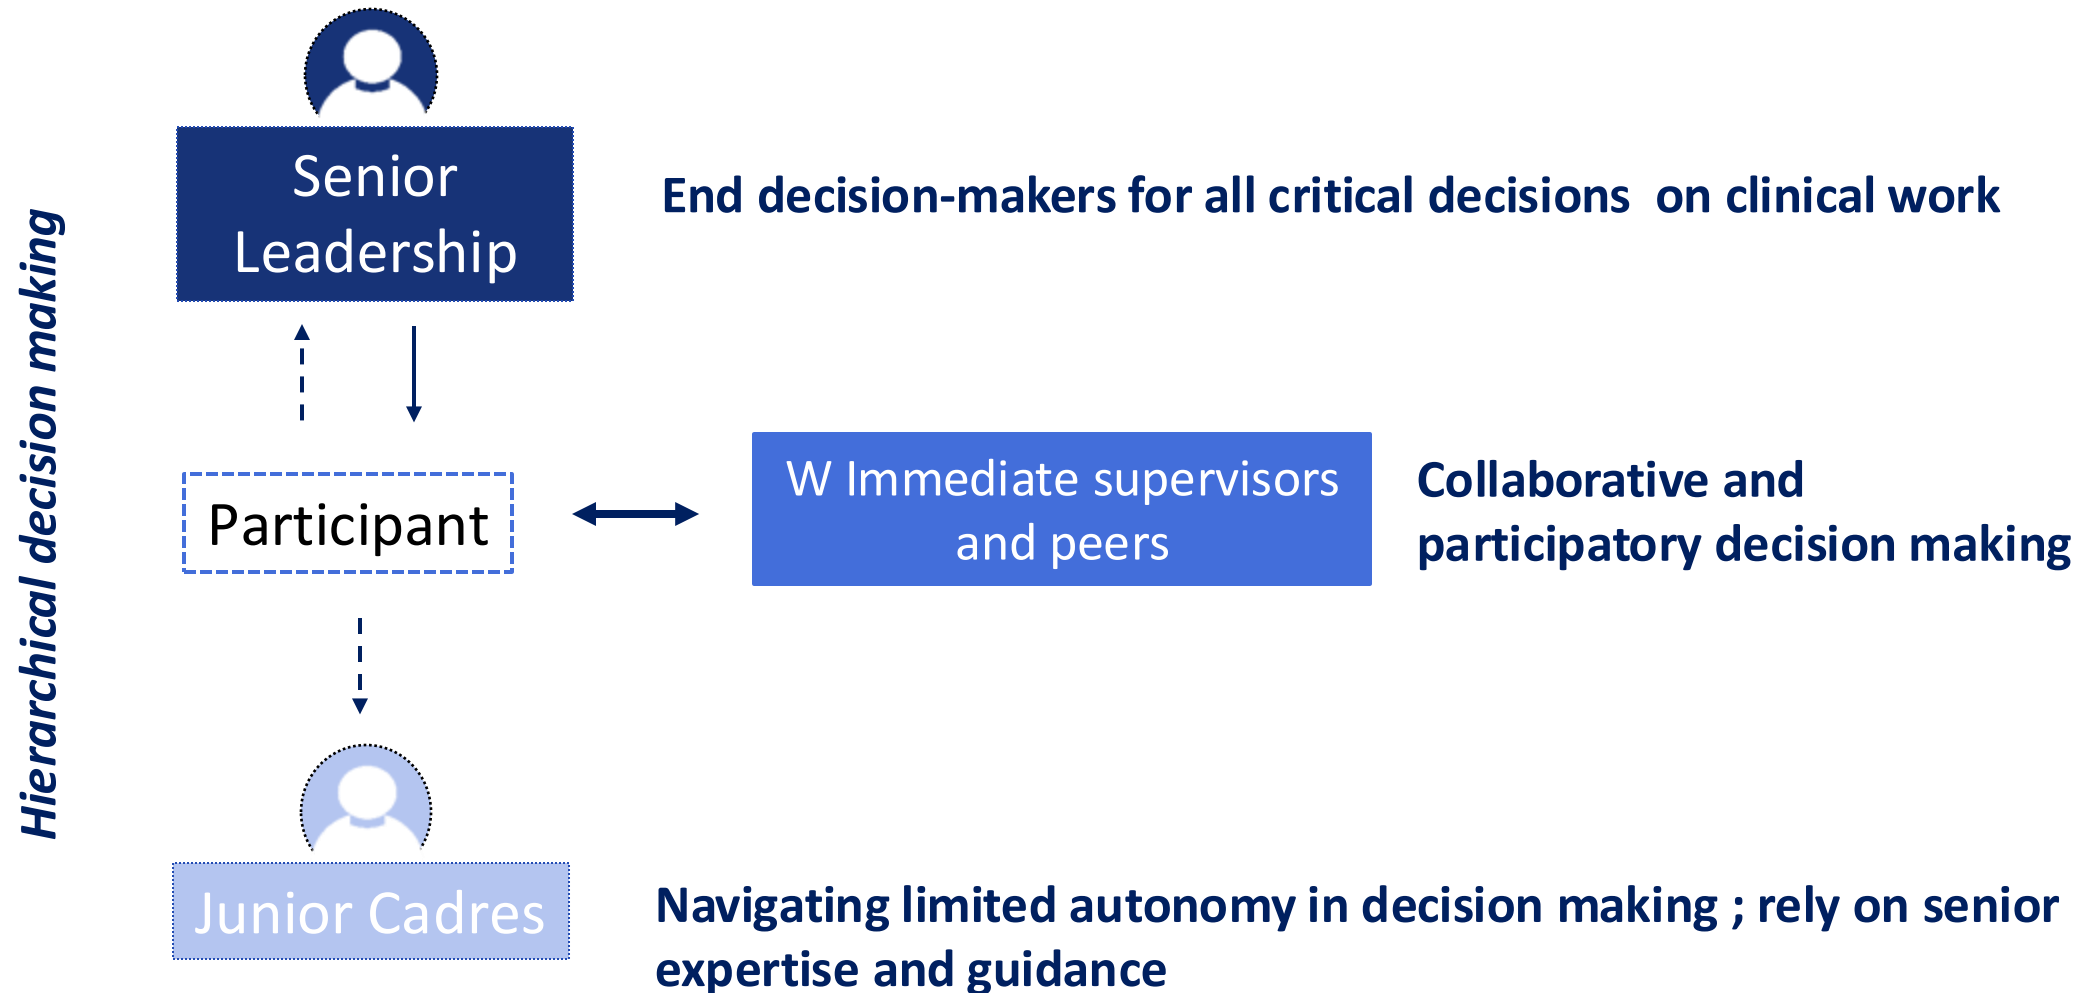 Hierarchical decision making
Senior
Leadership
End decision-makers for all critical decisions  on clinical work
Participant
W Immediate supervisors
and peers
Collaborative and
participatory decision making
Junior Cadres
Navigating limited autonomy in decision making ; rely on senior
expertise and guidance